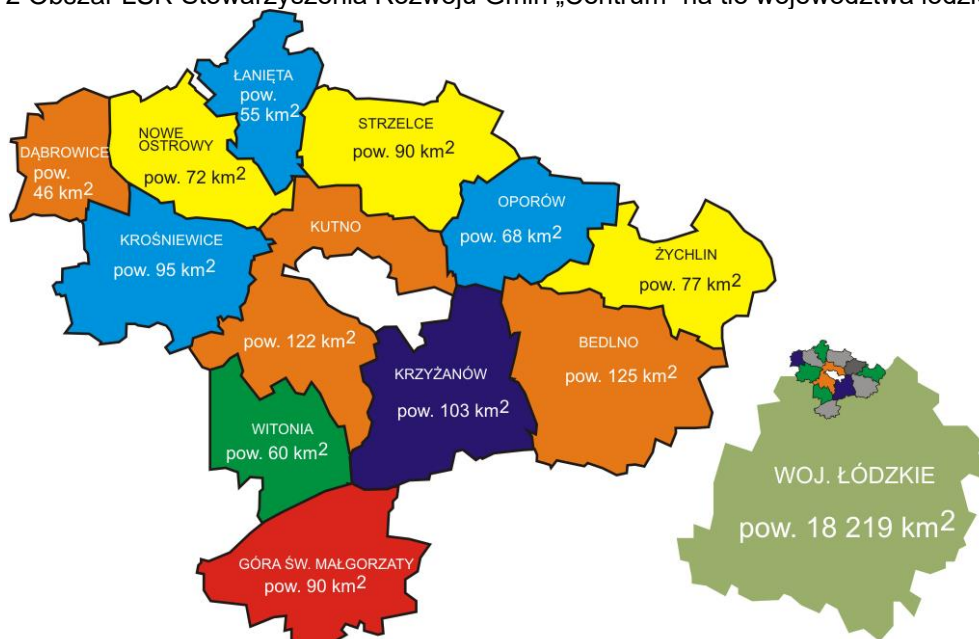 2 Obszar LSR Stowarzyszenia Rozwoju Gmin „Centrum” na tle województwa łódzki
ŁANIĘTA
pow.
55 km2
NOWE
OSTROWY
pow. 72 km2
STRZELCE
pow. 90 km2
DĄBROWICE
pow.
46 km2
OPORÓW
pow. 68 km2
KROŚNIEWICE
pow. 95 km2
KUTNO
ŻYCHLIN
pow. 77 km2
pow. 122 km2
BEDLNO
pow. 125 km2
KRZYŻANÓW
pow. 103 km2
WITONIA
pow. 60 km2
WOJ. ŁÓDZKIE
pow. 18 219 km2
GÓRA ŚW. MAŁGORZATY
pow. 90 km2